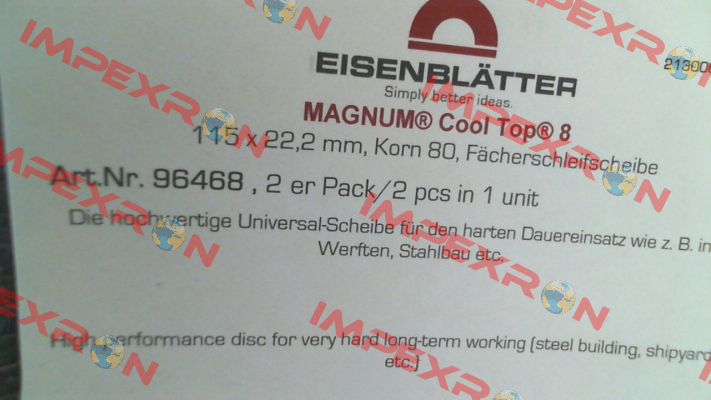 EISENBLÄTTER
Simply better ideas.
MAGNUM® Cool Top® 8
115 x 22,2 mm, Korn 80, Fächerschleifscheibe
Art.Nr. 96468 , 2 er Pack/2 pcs in 1 unit
Die hochwertige Universal-Scheibe für den harten Dauereinsatz wie z. B. in
Werften, Stahlbau etc.
High performance disc for very hard long-term working (steel building, shipyard
etc.)
IMPEXRON
IMPEXRON
IMPEXRON
IMPEXRON
IMPEXRON
IMPEXRON
IMPEXRON